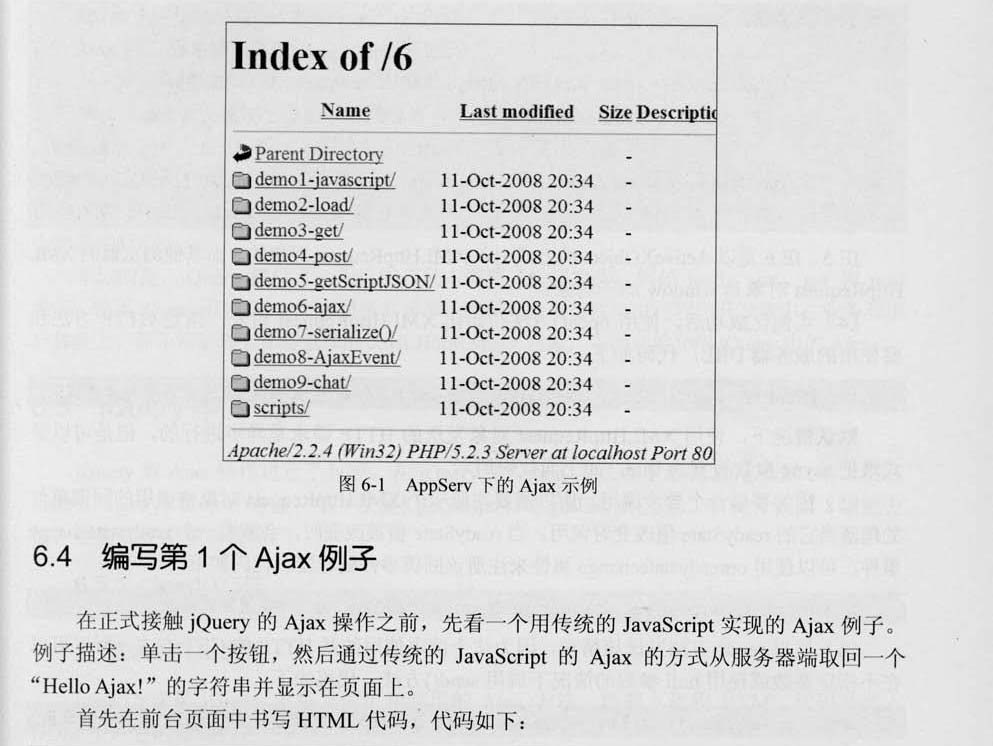 Index of /6
Name Last modified Size Descriptio
Parent Directory -
demo1-javascript/ 11-Oct-2008 20:34 -
demo2-load/ 11-Oct-2008 20:34 -
demo3-get/ 11-Oct-2008 20:34 -
demo4-post/ 11-Oct-2008 20:34 -
demo5-getScriptJSON/ 11-Oct-2008 20:34 -
demo6-ajax/ 11-Oct-2008 20:34 -
demo7-serialize()/ 11-Oct-2008 20:34 -
demo8-AjaxEvent/ 11-Oct-2008 20:34 -
demo9-chat/ 11-Oct-2008 20:34 -
scripts/ 11-Oct-2008 20:34 -
Apache/2.2.4 (Win32) PHP/5.2.3 Server at localhost Port 80
图 6-1 AppServ 下的 Ajax 示例
6.4 编写第 1 个 Ajax 例子
在正式接触 jQuery 的 Ajax 操作之前，先看一个用传统的 JavaScript 实现的 Ajax 例子。
例子描述：单击一个按钮，然后通过传统的 JavaScript 的 Ajax 的方式从服务器端取回一个
“Hello Ajax!”的字符串并显示在页面上。
首先在前台页面中书写 HTML 代码，代码如下：